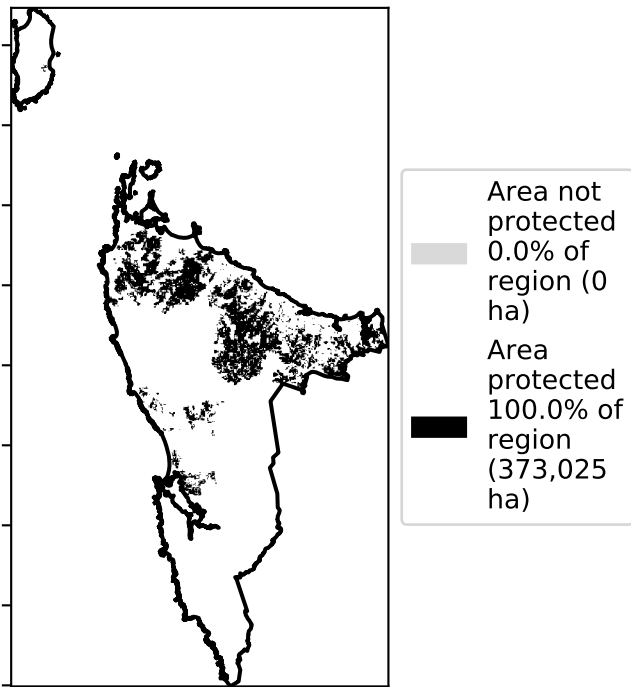 Area not
protected
0.0% of
region (0
ha)
Area
protected
100.0% of
region
(373,025
ha)